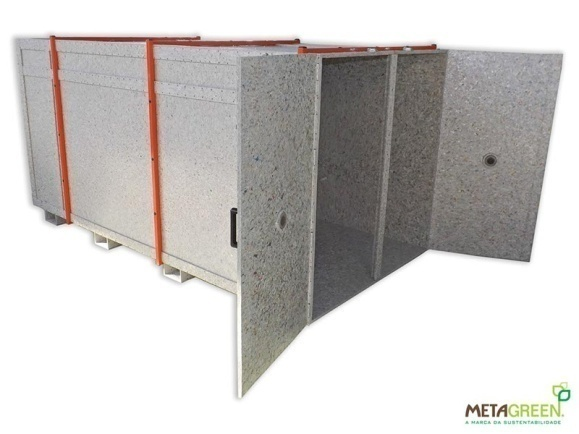 METAGREEN
A MARCA DA SUSTENTABILIDADE